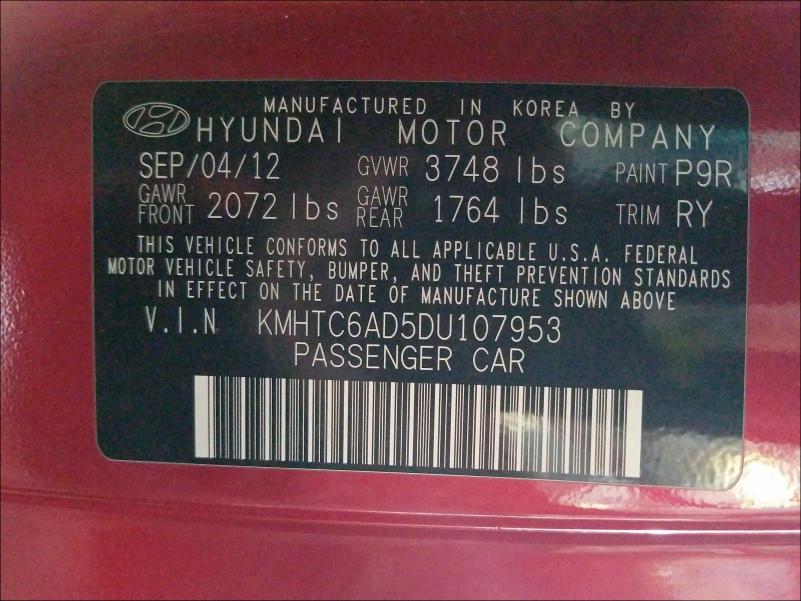 MANUFACTURED IN KOREA BY
HYUNDAI MOTOR COMPANY
SEP/04/12 GVWR 3748 lbs PAINT P9R
GAWR FRONT 2072 lbs GAWR REAR 1764 lbs TRIM RY
THIS VEHICLE CONFORMS TO ALL APPLICABLE U.S.A. FEDERAL
MOTOR VEHICLE SAFETY, BUMPER, AND THEFT PREVENTION STANDARDS
IN EFFECT ON THE DATE OF MANUFACTURE SHOWN ABOVE
V.I.N KMHTC6AD5DU107953
PASSENGER CAR